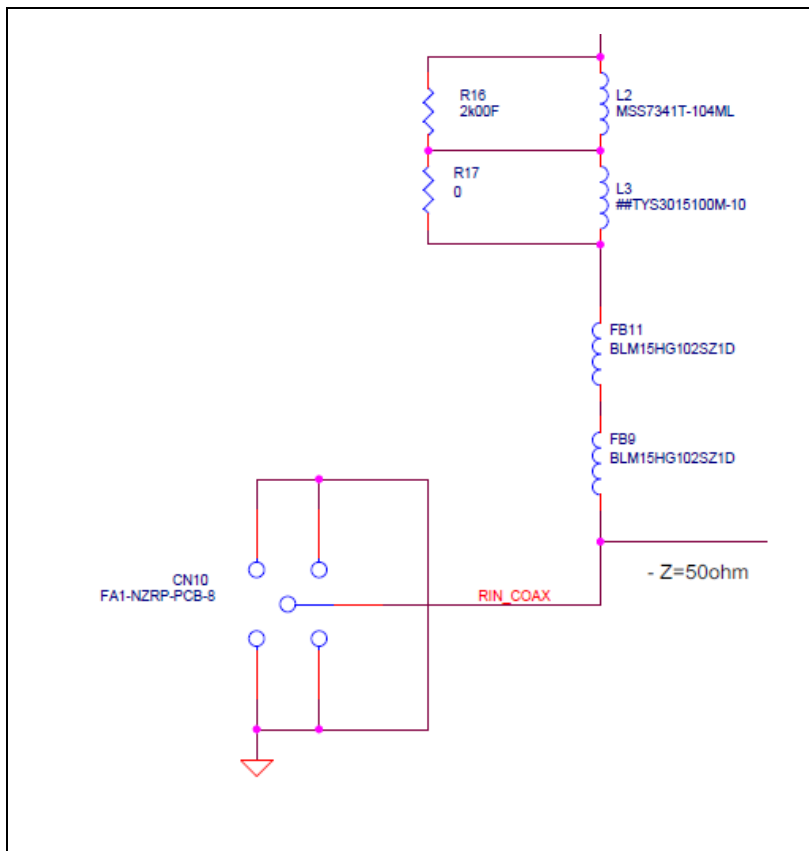 R16
2k00F
L2
MSS7341T-104ML
R17
0
L3
##TYS3015100M-10
FB11
BLM15HG102SZ1D
FB9
BLM15HG102SZ1D
- Z=50ohm
CN10
FA1-NZRP-PCB-8
RIN_COAX